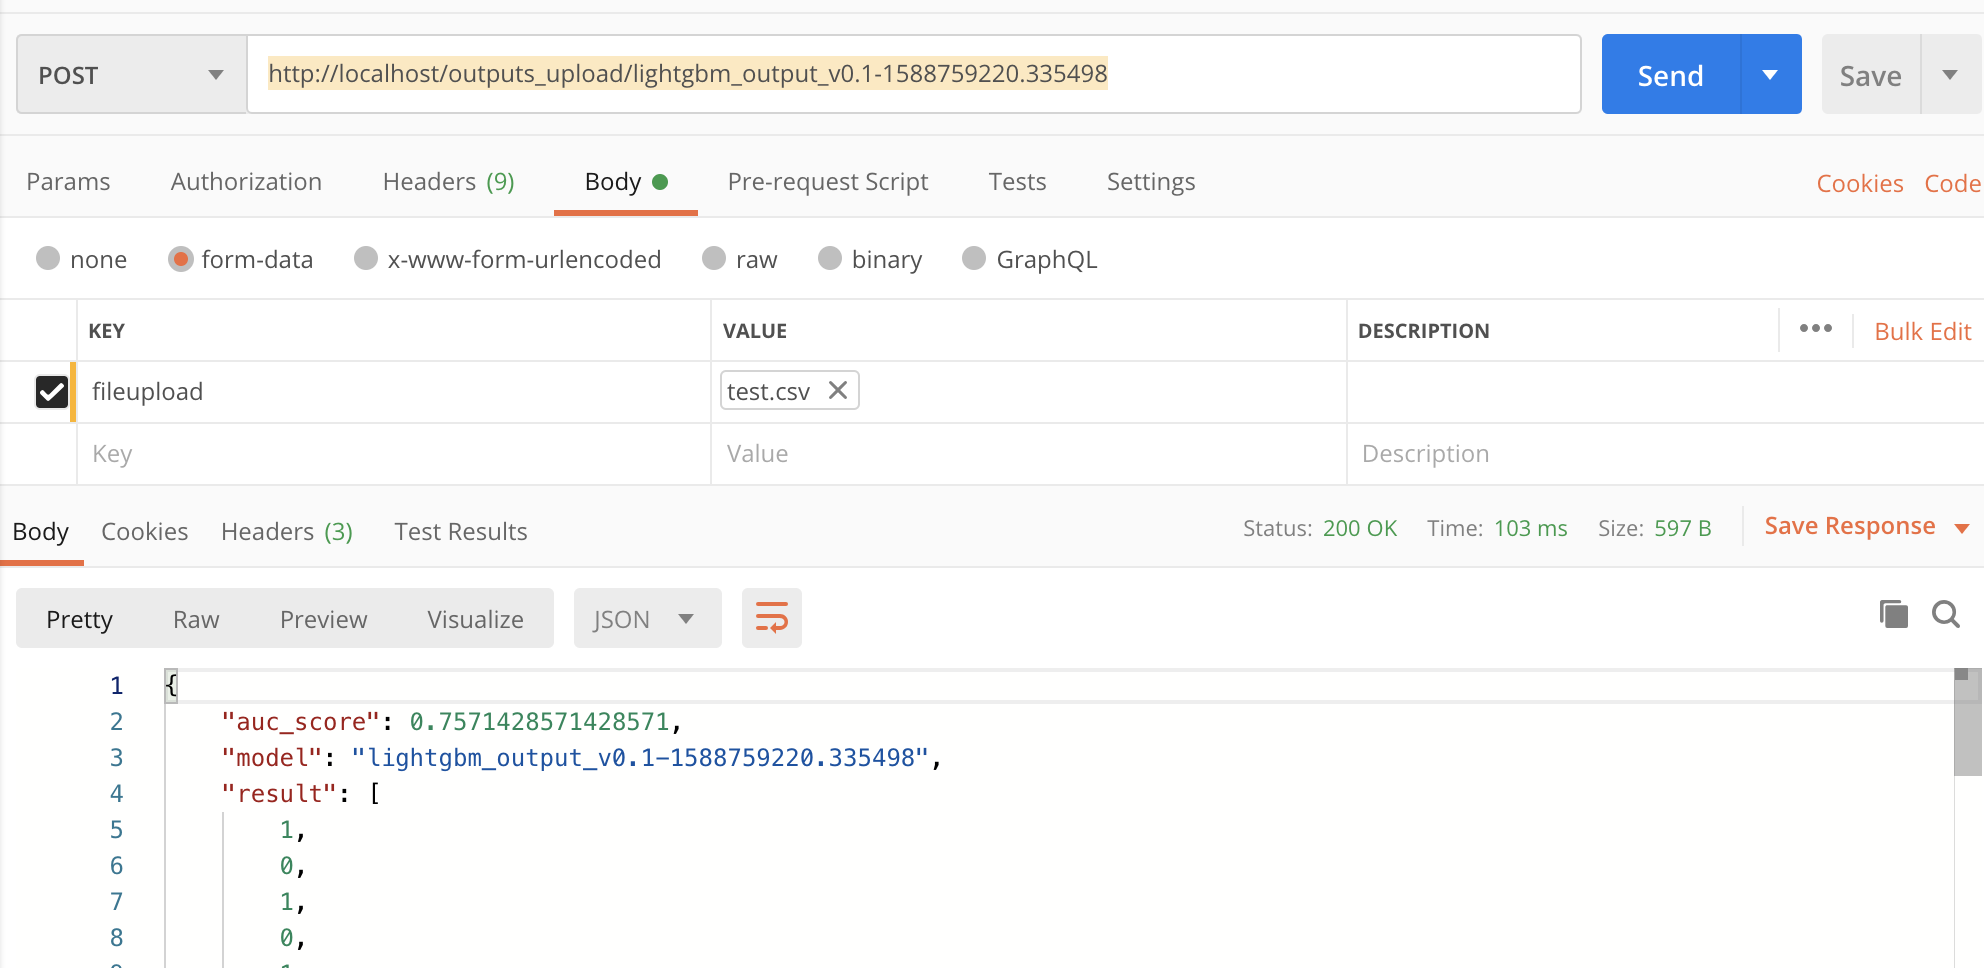 POST http://localhost/outputs_upload/lightgbm_output_v0.1-1588759220.335498 Send Save
Params Authorization Headers (9) Body Pre-request Script Tests Settings Cookies Code
none form-data x-www-form-urlencoded raw binary GraphQL
KEY VALUE DESCRIPTION ••• Bulk Edit
fileupload test.csv
Key Value Description
Body Cookies Headers (3) Test Results Status: 200 OK Time: 103 ms Size: 597 B Save Response
Pretty Raw Preview Visualize JSON
1 {
2 "auc_score": 0.7571428571428571,
3 "model": "lightgbm_output_v0.1-1588759220.335498",
4 "result": [
5 1,
6 0,
7 1,
8 0,